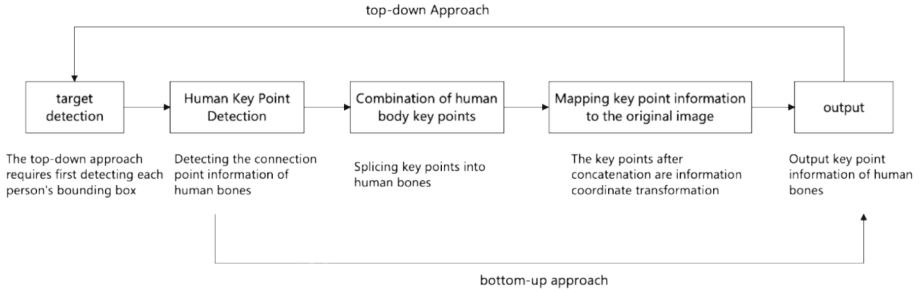 top-down Approach
target
detection
Human Key Point
Detection
Combination of human
body key points
Mapping key point information
to the original image
output
The top-down approach
requires first detecting each
person's bounding box
Detecting the connection
point information of
human bones
Splicing key points into
human bones
The key points after
concatenation are information
coordinate transformation
Output key point
information of human
bones
bottom-up approach